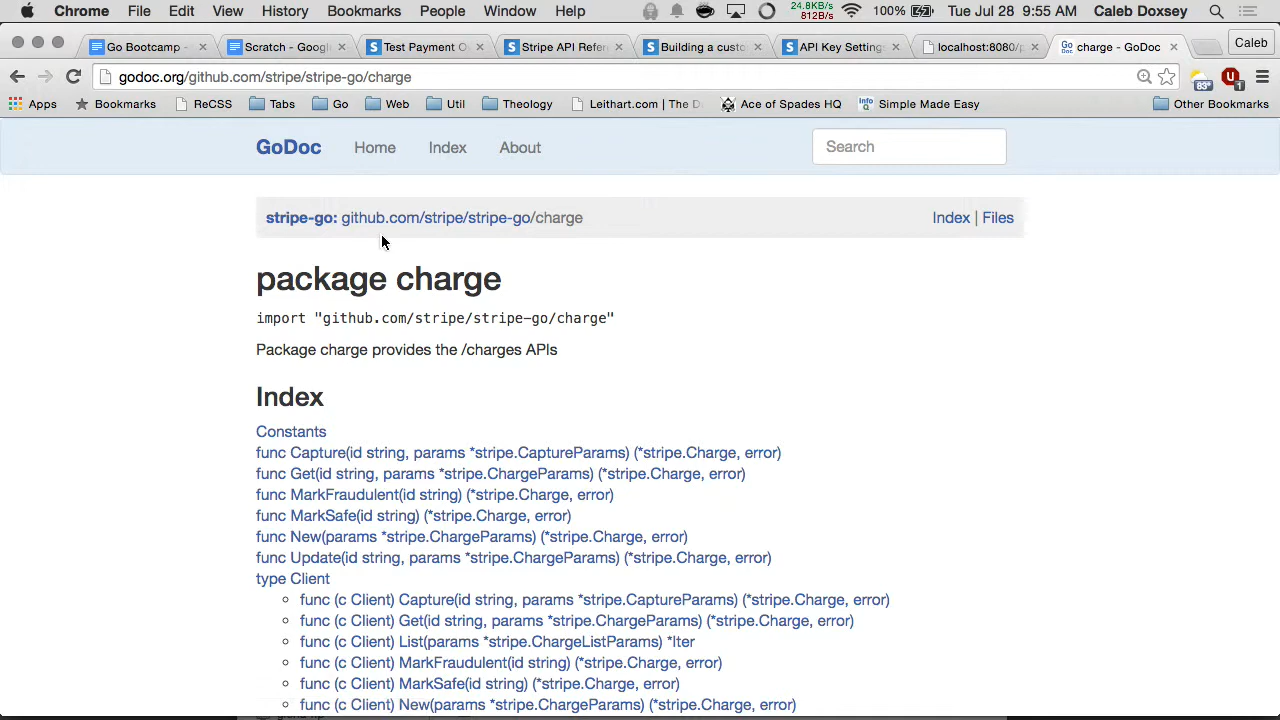 Chrome File Edit View History Bookmarks People Window Help 24.8KB/s 812B/s 100% Tue Jul 28 9:55 AM Caleb Doxsey
Go Bootcamp - Scratch - Googl Test Payment O Stripe API Refer Building a custo API Key Setting localhost:8080/p Go Doc charge - GoDoc Caleb
godoc.org/github.com/stripe/stripe-go/charge 83° 1
Apps Bookmarks ReCSS Tabs Go Web Util Theology Leithart.com | The D Ace of Spades HQ Info Q Simple Made Easy Other Bookmarks
GoDoc Home Index About Search
stripe-go: github.com/stripe/stripe-go/charge Index | Files
package charge
import "github.com/stripe/stripe-go/charge"
Package charge provides the /charges APIs
Index
Constants
func Capture(id string, params *stripe.CaptureParams) (*stripe.Charge, error)
func Get(id string, params *stripe.ChargeParams) (*stripe.Charge, error)
func MarkFraudulent(id string) (*stripe.Charge, error)
func MarkSafe(id string) (*stripe.Charge, error)
func New(params *stripe.ChargeParams) (*stripe.Charge, error)
func Update(id string, params *stripe.ChargeParams) (*stripe.Charge, error)
type Client
func (c Client) Capture(id string, params *stripe.CaptureParams) (*stripe.Charge, error)
func (c Client) Get(id string, params *stripe.ChargeParams) (*stripe.Charge, error)
func (c Client) List(params *stripe.ChargeListParams) *Iter
func (c Client) MarkFraudulent(id string) (*stripe.Charge, error)
func (c Client) MarkSafe(id string) (*stripe.Charge, error)
func (c Client) New(params *stripe.ChargeParams) (*stripe.Charge, error)